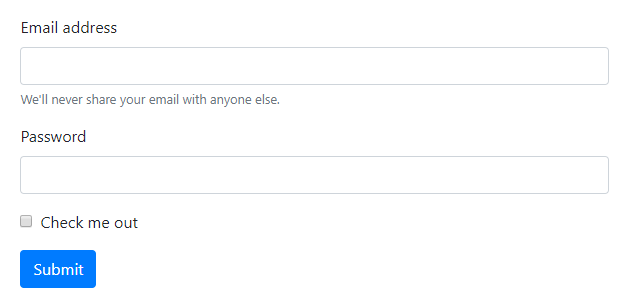 Email address
We'll never share your email with anyone else.
Password
Check me out
Submit